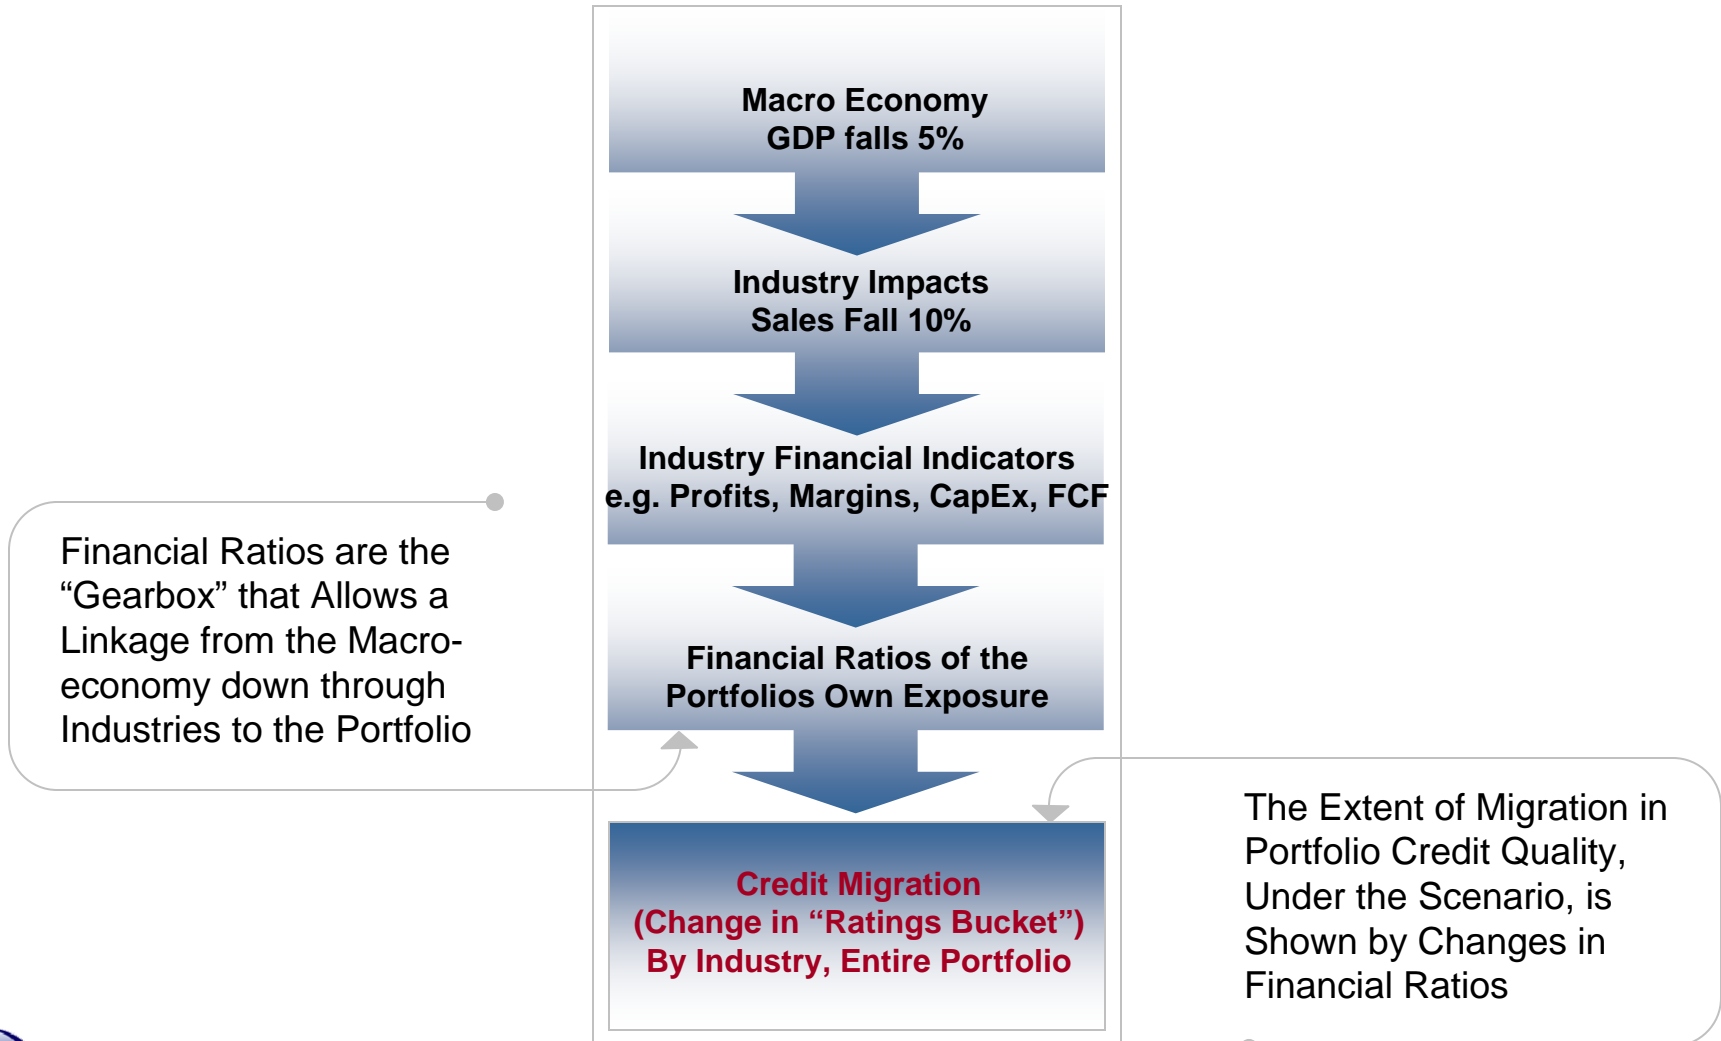 Macro Economy
GDP falls 5%
Industry Impacts
Sales Fall 10%
Industry Financial Indicators
e.g. Profits, Margins, CapEx, FCF
Financial Ratios are the
“Gearbox” that Allows a
Linkage from the Macro-
economy down through
Industries to the Portfolio
Financial Ratios of the
Portfolios Own Exposure
Credit Migration
(Change in “Ratings Bucket”)
By Industry, Entire Portfolio
The Extent of Migration in
Portfolio Credit Quality,
Under the Scenario, is
Shown by Changes in
Financial Ratios